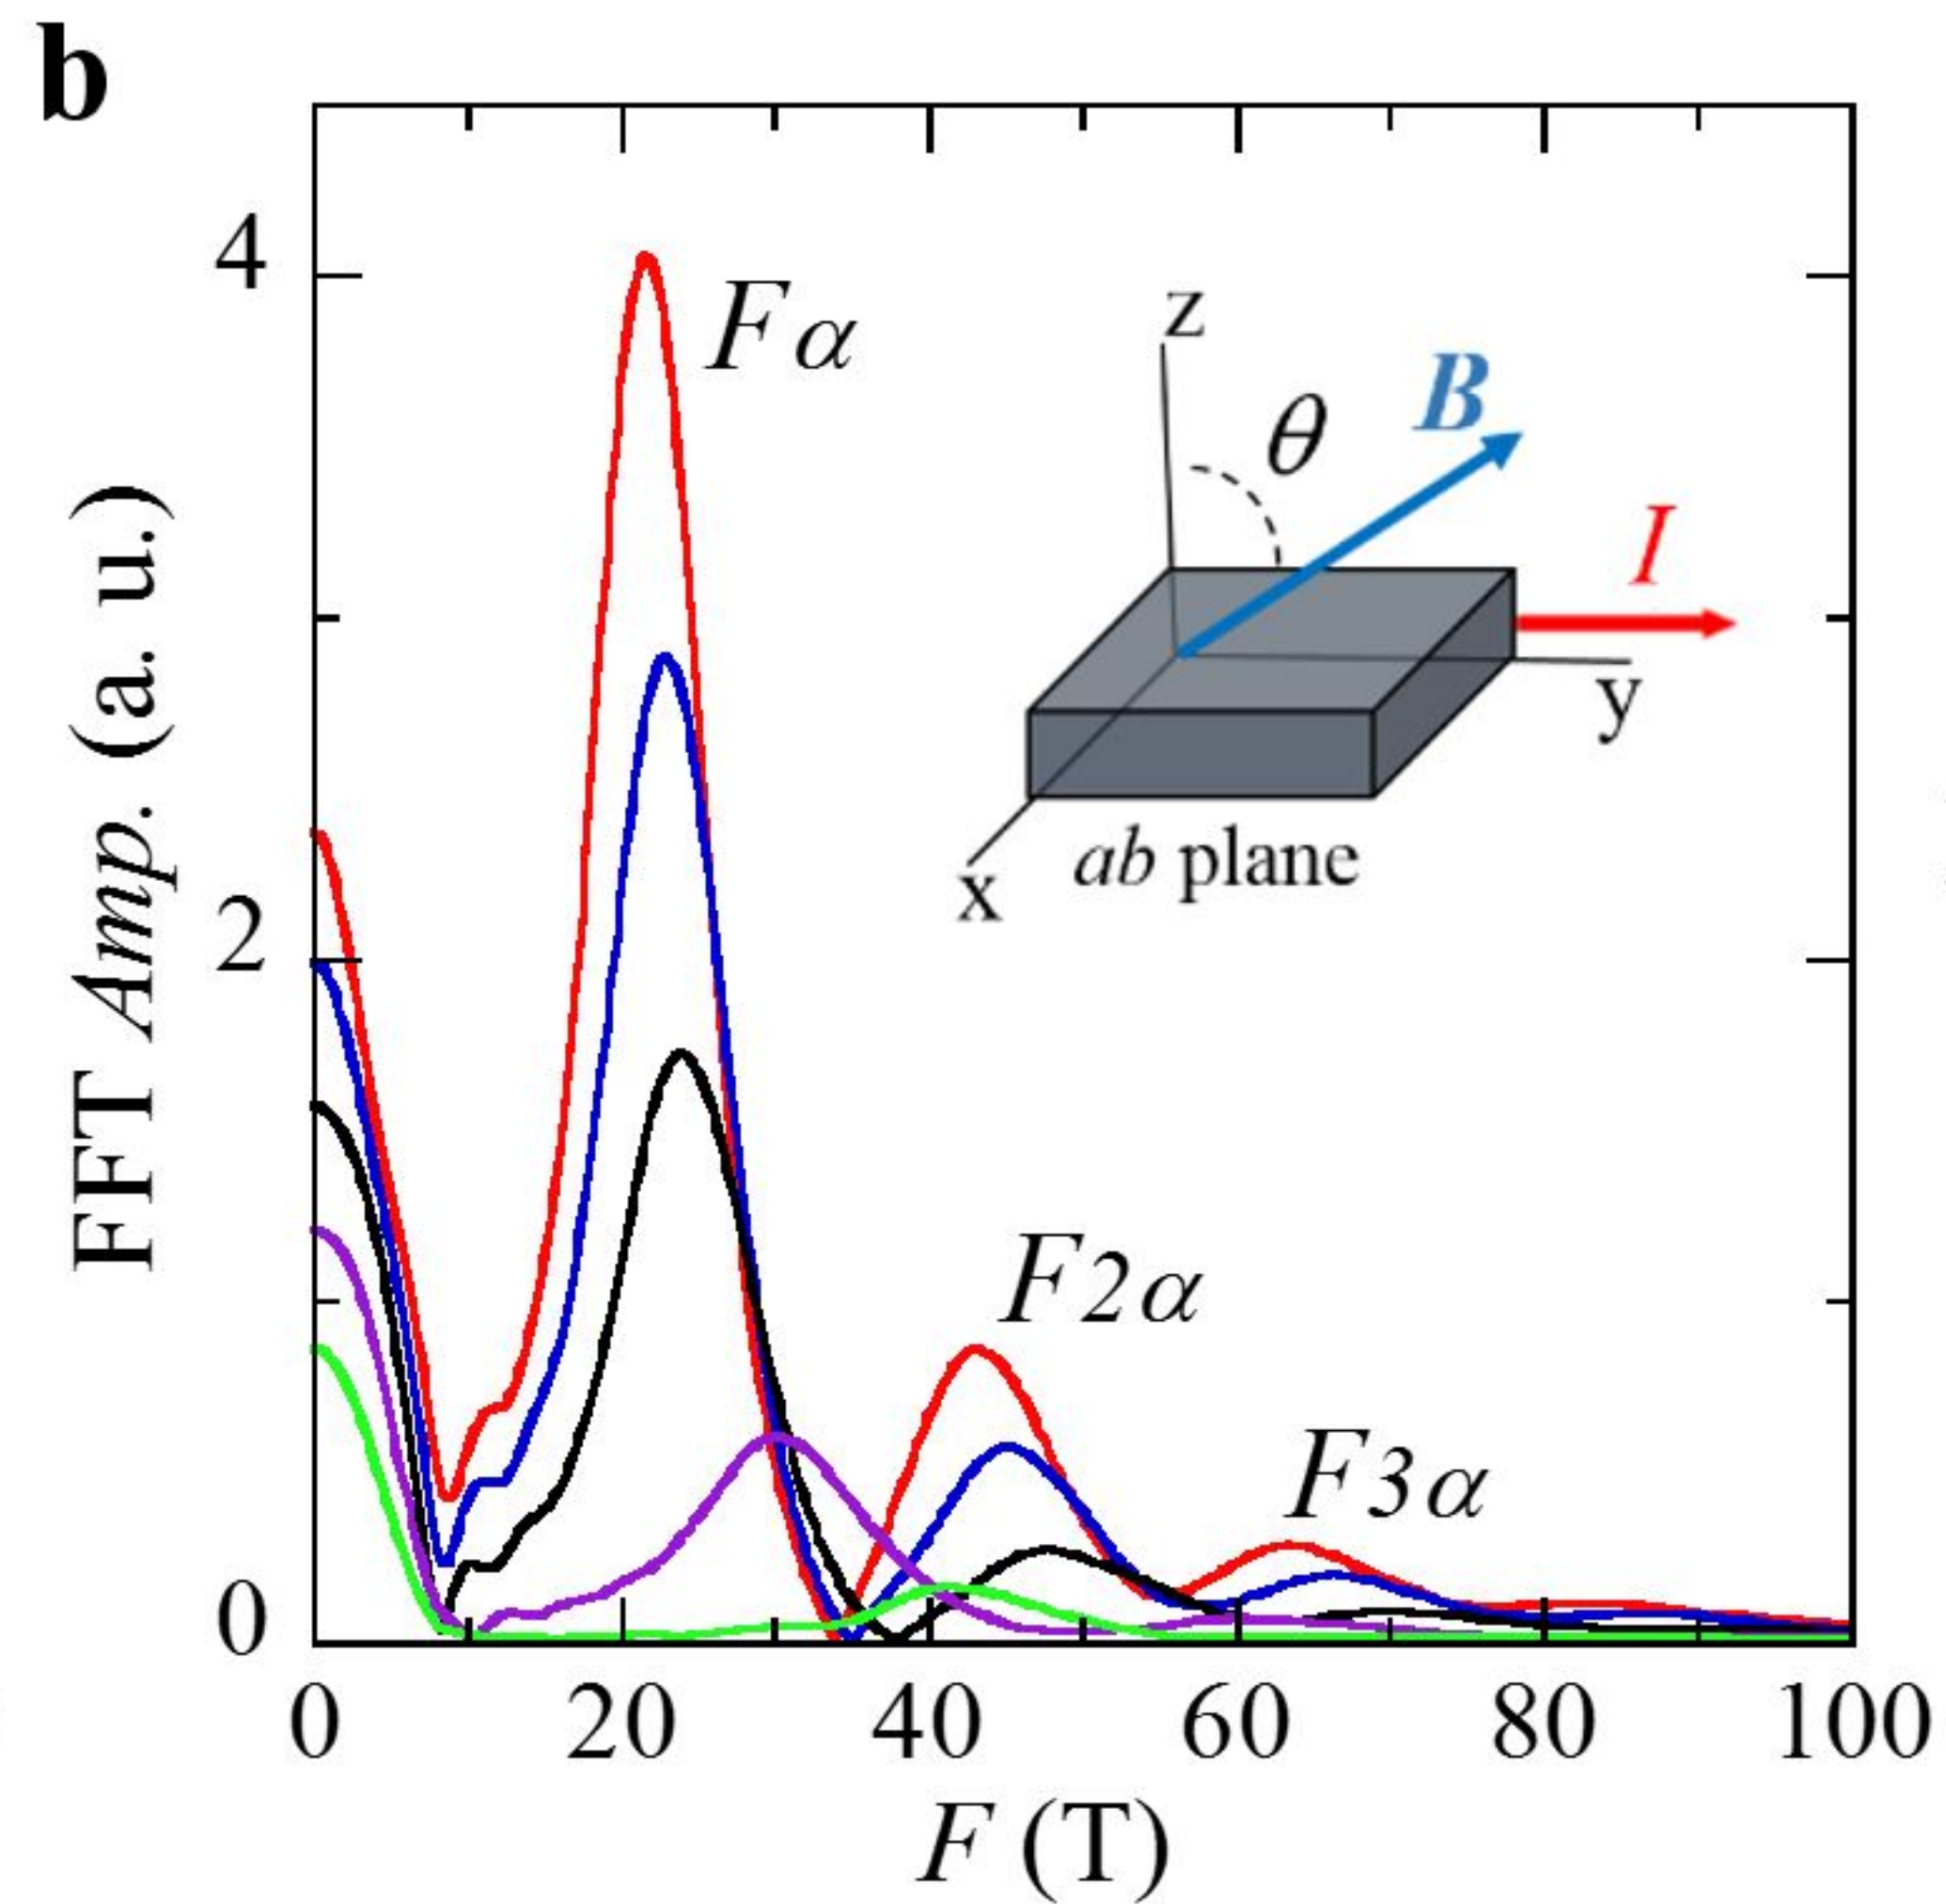 b
4
2
0
FFT Amp. (a. u.)
Fα
F2α
F3α
z
θ
B
I
y
x
ab plane
0 20 40 60 80 100
F (T)